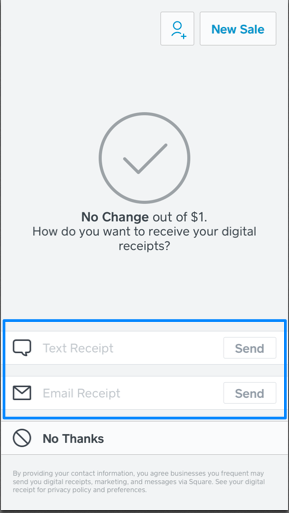 New Sale
No Change out of $1.
How do you want to receive your digital
receipts?
Text Receipt
Send
Email Receipt
Send
No Thanks
By providing your contact information, you agree businesses you frequent may
send you digital receipts, marketing, and messages via Square. See your digital
receipt for privacy policy and preferences.